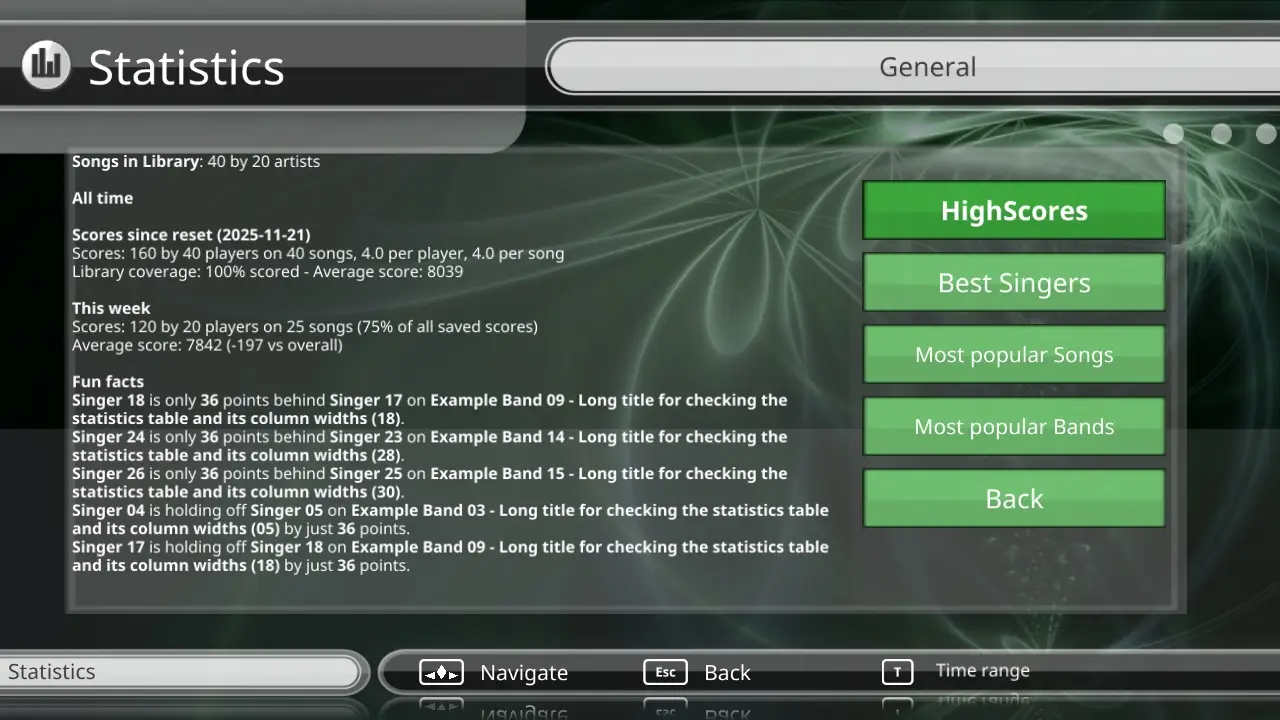 Statistics
General
Songs in Library: 40 by 20 artists
All time
Scores since reset (2025-11-21)
Scores: 160 by 40 players on 40 songs, 4.0 per player, 4.0 per song
Library coverage: 100% scored - Average score: 8039
This week
Scores: 120 by 20 players on 25 songs (75% of all saved scores)
Average score: 7842 (-197 vs overall)
Fun facts
Singer 18 is only 36 points behind Singer 17 on Example Band 09 - Long title for checking the
statistics table and its column widths (18).
Singer 24 is only 36 points behind Singer 23 on Example Band 14 - Long title for checking the
statistics table and its column widths (28).
Singer 26 is only 36 points behind Singer 25 on Example Band 15 - Long title for checking the
statistics table and its column widths (30).
Singer 04 is holding off Singer 05 on Example Band 03 - Long title for checking the statistics table
and its column widths (05) by just 36 points.
Singer 17 is holding off Singer 18 on Example Band 09 - Long title for checking the statistics table
and its column widths (18) by just 36 points.
HighScores
Best Singers
Most popular Songs
Most popular Bands
Back
Statistics
Navigate
Esc Back
T Time range